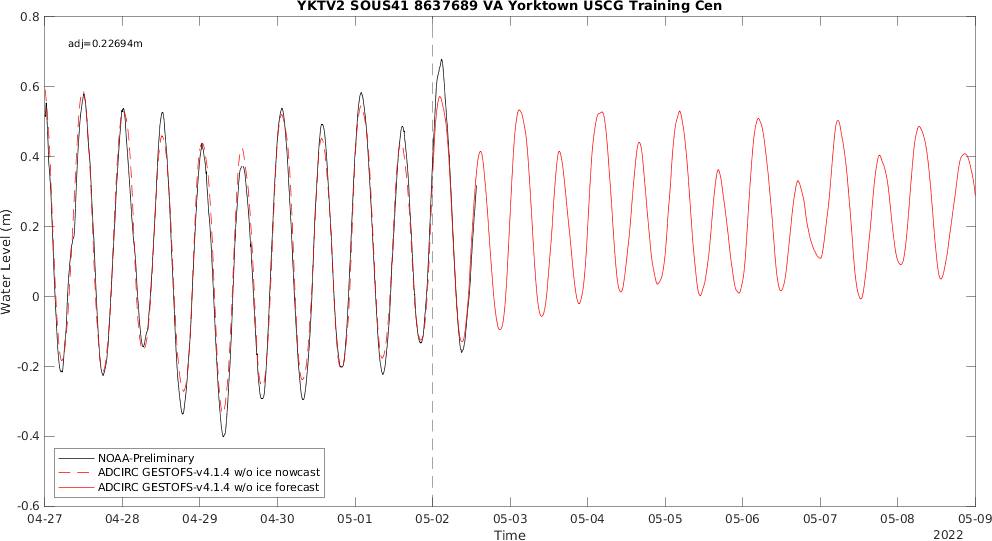 YKTV2 SOUS41 8637689 VA Yorktown USCG Training Cen
0.8
adj=0.22694m
0.6
0.4
0.2
0
-0.2
-0.4
-0.6
Water Level (m)
NOAA-Preliminary
ADCIRC GESTOFS-v4.1.4 w/o ice nowcast
ADCIRC GESTOFS-v4.1.4 w/o ice forecast
04-27 04-28 04-29 04-30 05-01 05-02 05-03 05-04 05-05 05-06 05-07 05-08 05-09
Time
2022